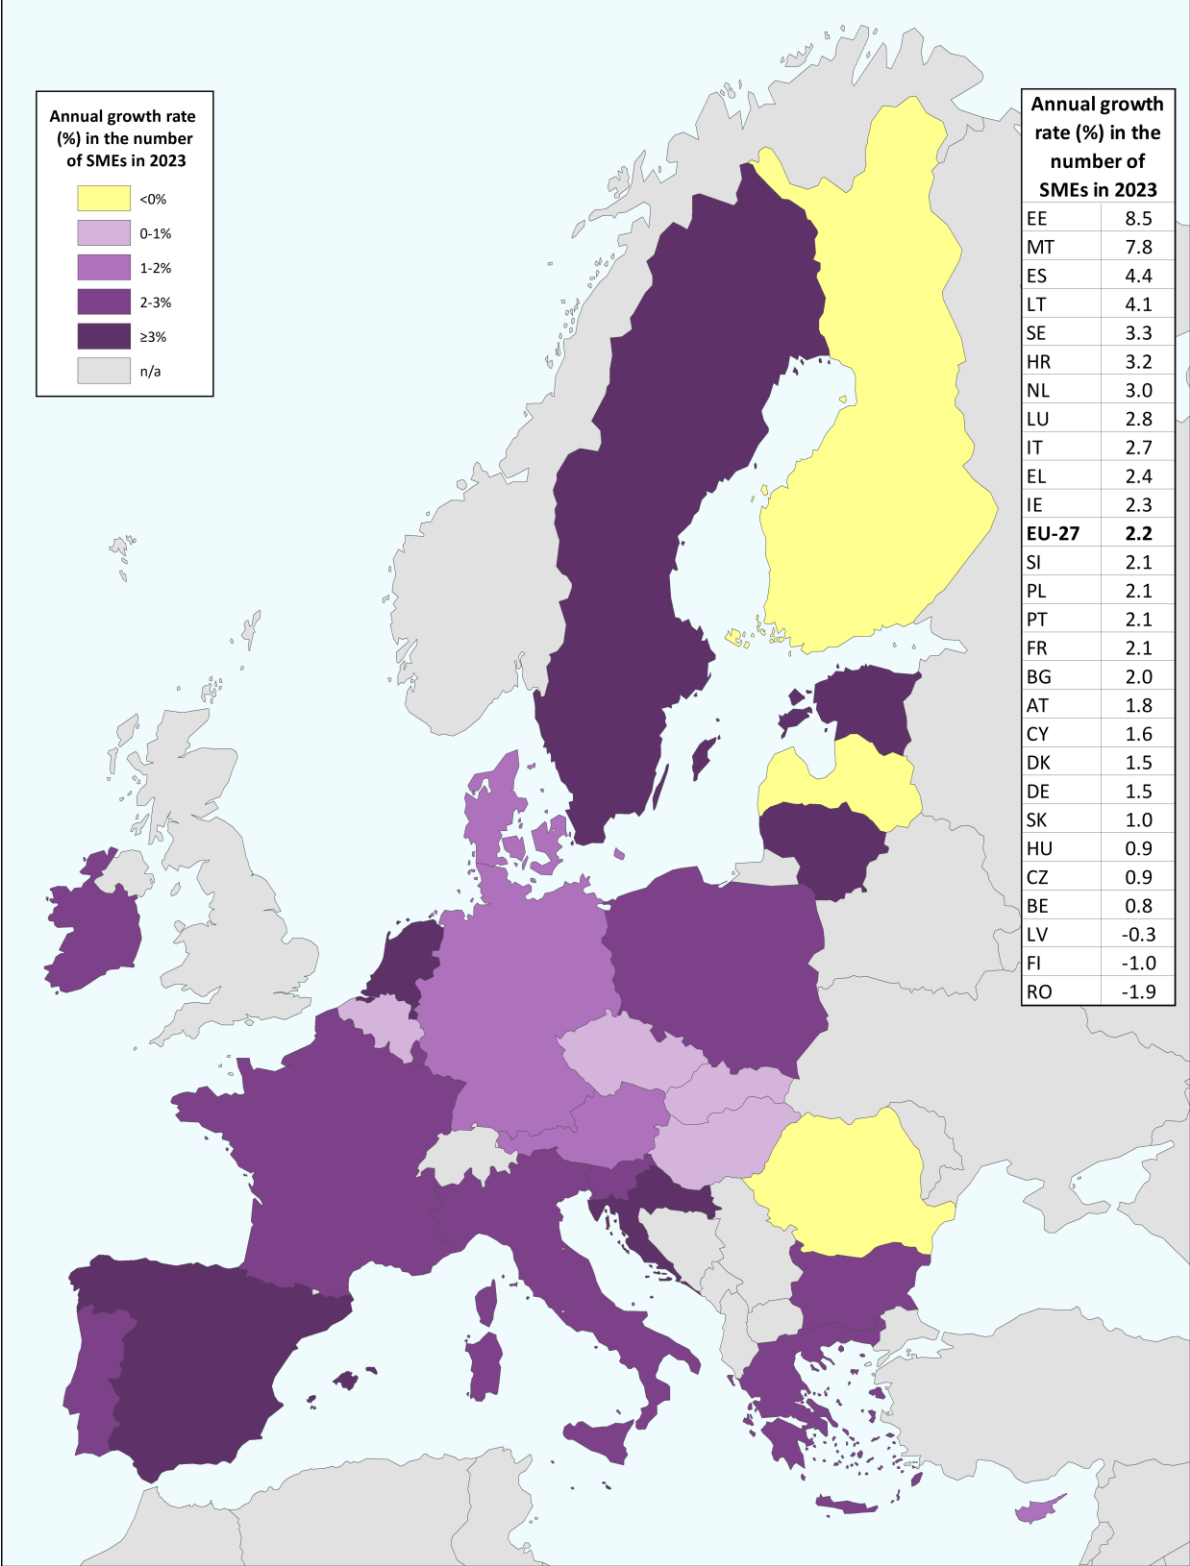 Annual growth rate
(%) in the number
of SMEs in 2023
<0%
0-1%
1-2%
2-3%
≥3%
n/a
Annual growth
rate (%) in the
number of
SMEs in 2023
EE 8.5
MT 7.8
ES 4.4
LT 4.1
SE 3.3
HR 3.2
NL 3.0
LU 2.8
IT 2.7
EL 2.4
IE 2.3
EU-27 2.2
SI 2.1
PL 2.1
PT 2.1
FR 2.1
BG 2.0
AT 1.8
CY 1.6
DK 1.5
DE 1.5
SK 1.0
HU 0.9
CZ 0.9
BE 0.8
LV -0.3
FI -1.0
RO -1.9